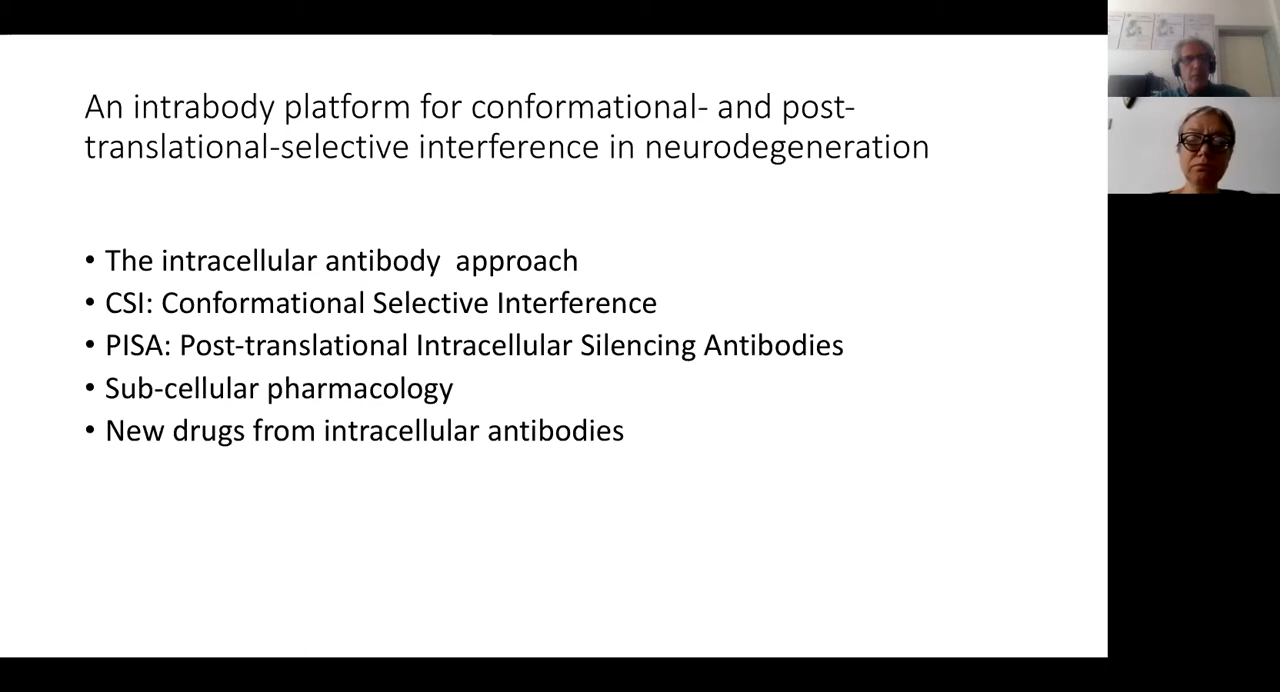 An intrabody platform for conformational- and post-
translational-selective interference in neurodegeneration
• The intracellular antibody  approach
• CSI: Conformational Selective Interference
• PISA: Post-translational Intracellular Silencing Antibodies
• Sub-cellular pharmacology
• New drugs from intracellular antibodies